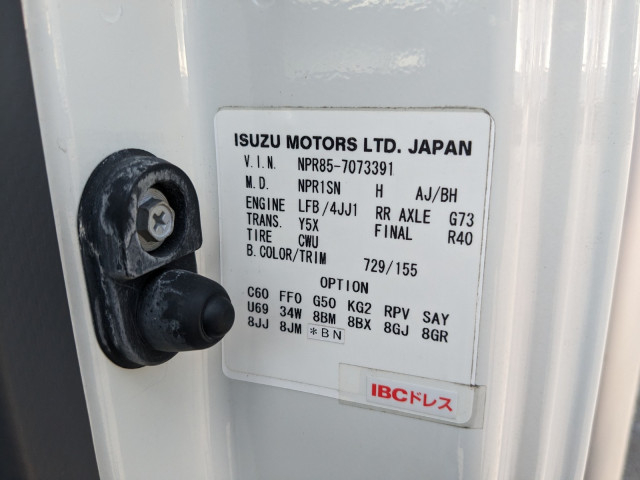 ISUZU MOTORS LTD. JAPAN
V.I.N. NPR85-7073391
M.D. NPR1SN H AJ/BH
ENGINE LFB/4JJ1 RR AXLE G73
TRANS. Y5X FINAL R40
TIRE CWU
B.COLOR/TRIM 729/155
OPTION
C60 FF0 G50 KG2 RPV SAY
U69 34W 8BM 8BX 8GJ 8GR
8JJ 8JM *BN
IBCドレス